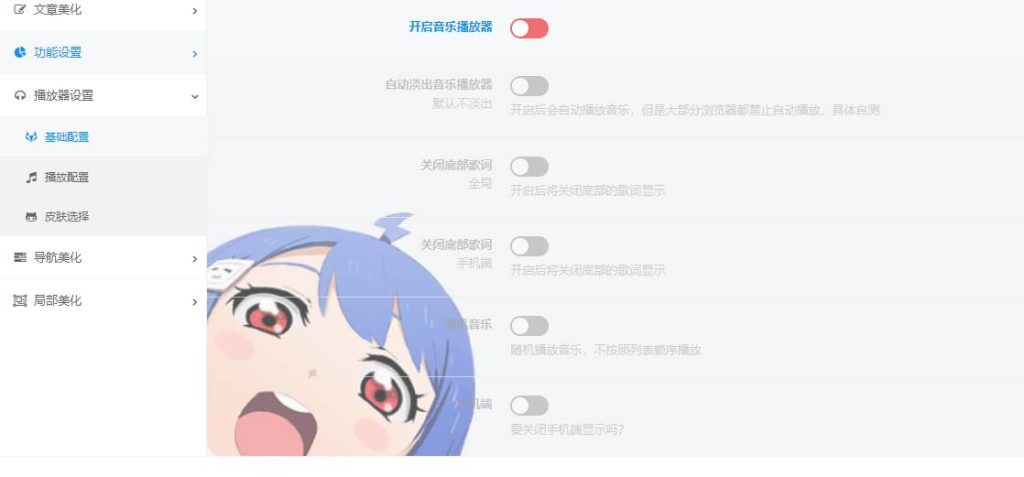 文章美化
功能设置
播放器设置
基础配置
播放配置
皮肤选择
导航美化
局部美化
开启音乐播放器
自动淡出音乐播放器
默认不淡出
开启后会自动播放音乐，但是大部分浏览器都禁止自动播放，具体自测
关闭底部歌词
全局
开启后将关闭底部的歌词显示
关闭底部歌词
手机端
开启后将关闭底部的歌词显示
随机音乐
随机播放音乐，不按照列表顺序播放
手机端
要关闭手机端显示吗?